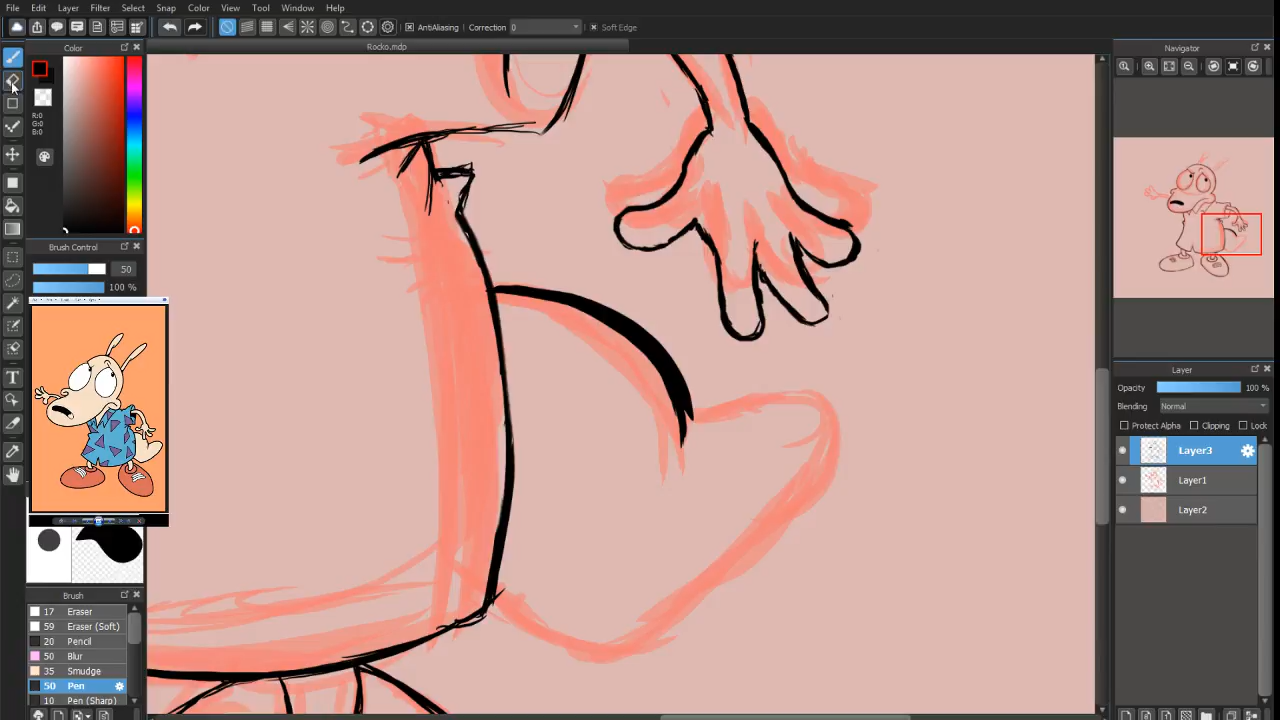 File Edit Layer Filter Select Snap Color Tool Window Help
AntiAliasing Correction 0 Soft Edge
Color
Rocko.mdp
Navigator
R:0
G:0
B:0
Brush Control
50
100 %
T
Layer
Opacity 100 %
Blending Normal
Protect Alpha Clipping Lock
Layer3
Layer1
Layer2
Brush
17 Eraser
59 Eraser (Soft)
20 Pencil
50 Blur
35 Smudge
50 Pen
10 Pen (Sharp)